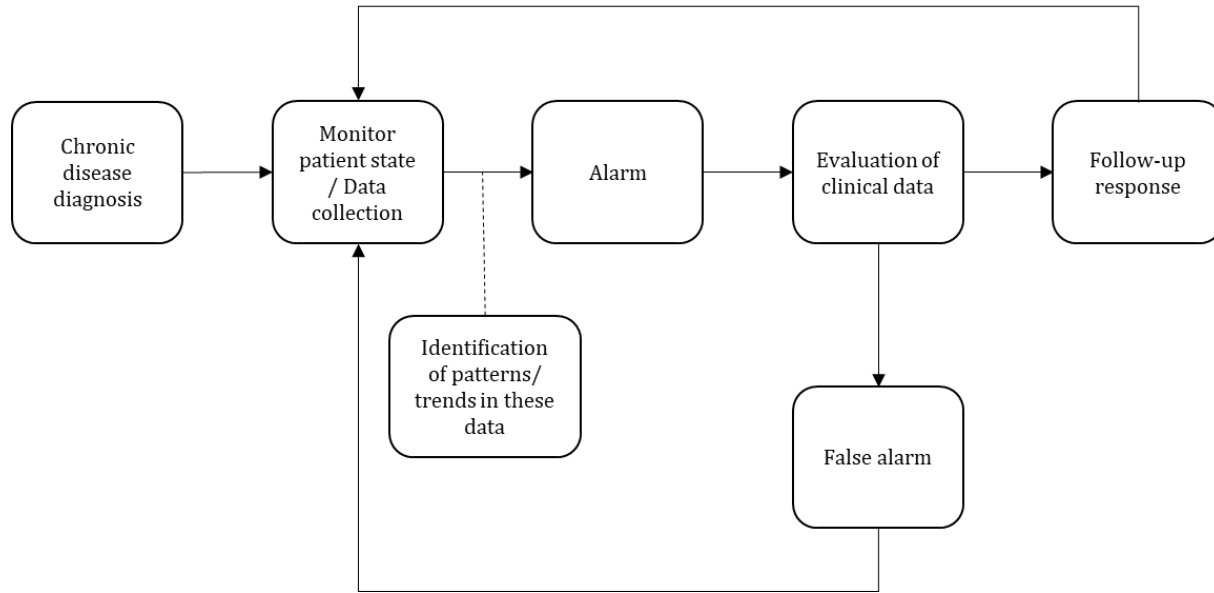 Chronic
disease
diagnosis
Monitor
patient state
/ Data
collection
Alarm
Evaluation of
clinical data
Follow-up
response
Identification
of patterns/
trends in these
data
False alarm